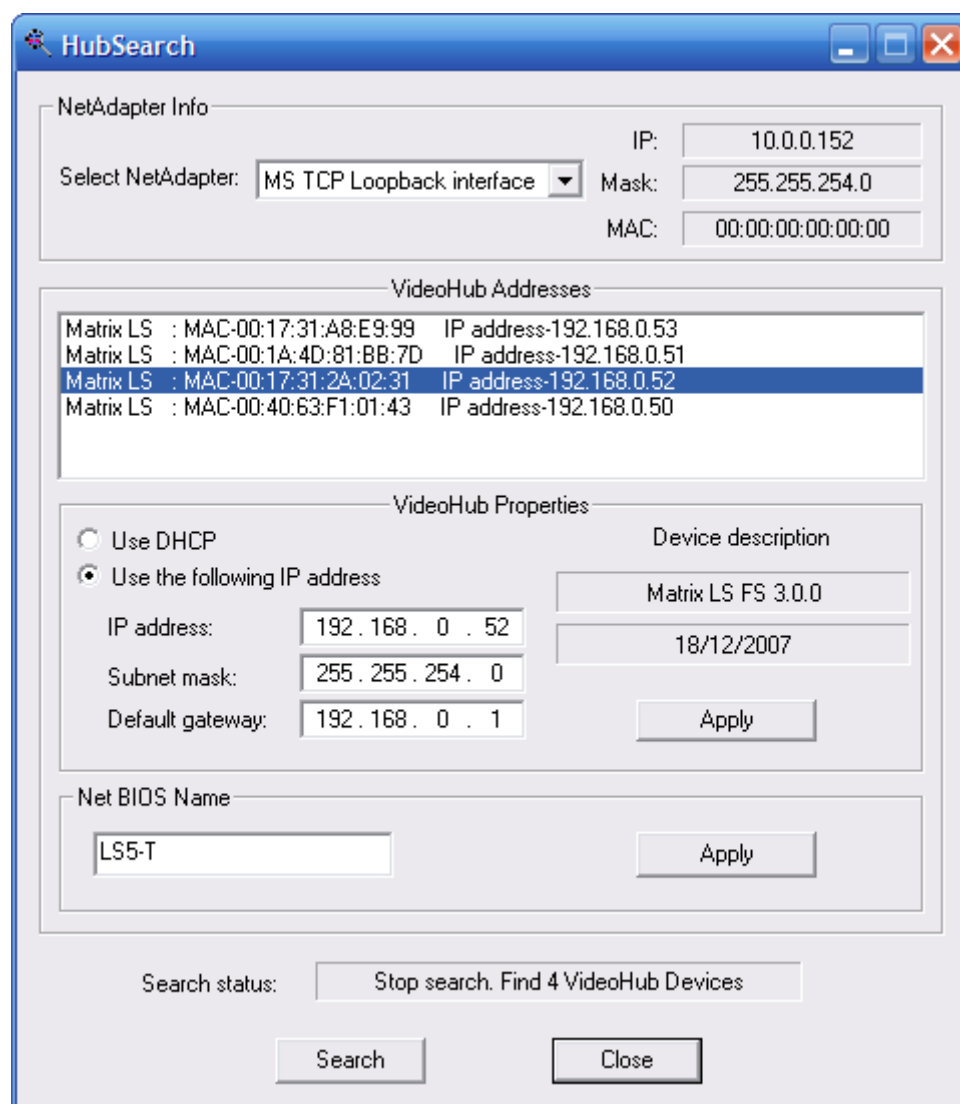 HubSearch
NetAdapter Info
IP: 10.0.0.152
Select NetAdapter: MS TCP Loopback interface
Mask: 255.255.254.0
MAC: 00:00:00:00:00:00
VideoHub Addresses
Matrix LS : MAC-00:17:31:A8:E9:99 IP address-192.168.0.53
Matrix LS : MAC-00:1A:4D:81:BB:7D IP address-192.168.0.51
Matrix LS : MAC-00:17:31:2A:02:31 IP address-192.168.0.52
Matrix LS : MAC-00:40:63:F1:01:43 IP address-192.168.0.50
VideoHub Properties
Use DHCP
Device description
Use the following IP address
Matrix LS FS 3.0.0
IP address: 192 . 168 . 0 . 52
18/12/2007
Subnet mask: 255 . 255 . 254 . 0
Default gateway: 192 . 168 . 0 . 1
Apply
Net BIOS Name
LS5-T
Apply
Search status: Stop search. Find 4 VideoHub Devices
Search
Close